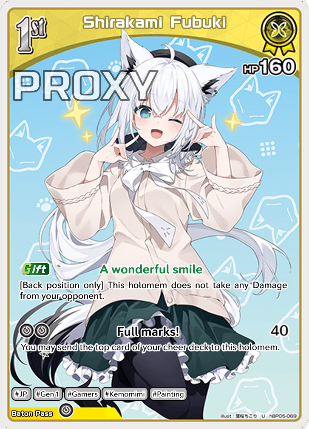 1st
Shirakami Fubuki
HP160
PROXY
Gift
A wonderful smile
[Back position only] This holomem does not take any Damage
from your opponent.
Full marks!
40
You may send the top card of your cheer deck to this holomem.
#JP #Gen 1 #Gamers #Kemomimi #Painting
Baton Pass
Illust U hBP05-069